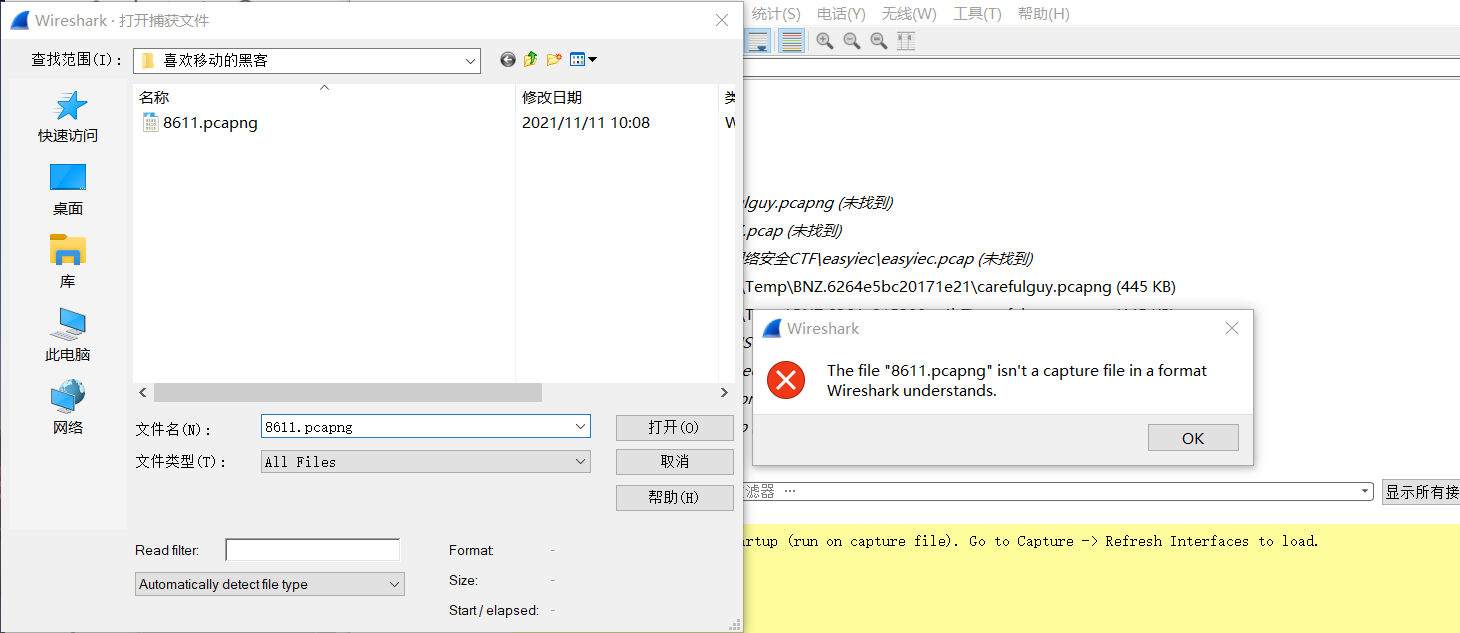 Wireshark · 打开捕获文件
统计(S) 电话(Y) 无线(W) 工具(T) 帮助(H)
查找范围(I):
喜欢移动的黑客
名称
修改日期
8611.pcapng
2021/11/11 10:08
快速访问
桌面
库
此电脑
网络
文件名(N):
8611.pcapng
打开(O)
文件类型(T):
All Files
取消
帮助(H)
Read filter:
Automatically detect file type
Format: -
Size: -
Start / elapsed: -
lguy.pcapng (未找到)
.pcap (未找到)
络安全CTF\easyiec\easyiec.pcap (未找到)
\Temp\BNZ.6264e5bc20171e21\carefulguy.pcapng (445 KB)
Wireshark
The file "8611.pcapng" isn't a capture file in a format
Wireshark understands.
OK
滤器 …
显示所有接
artup (run on capture file). Go to Capture -> Refresh Interfaces to load.